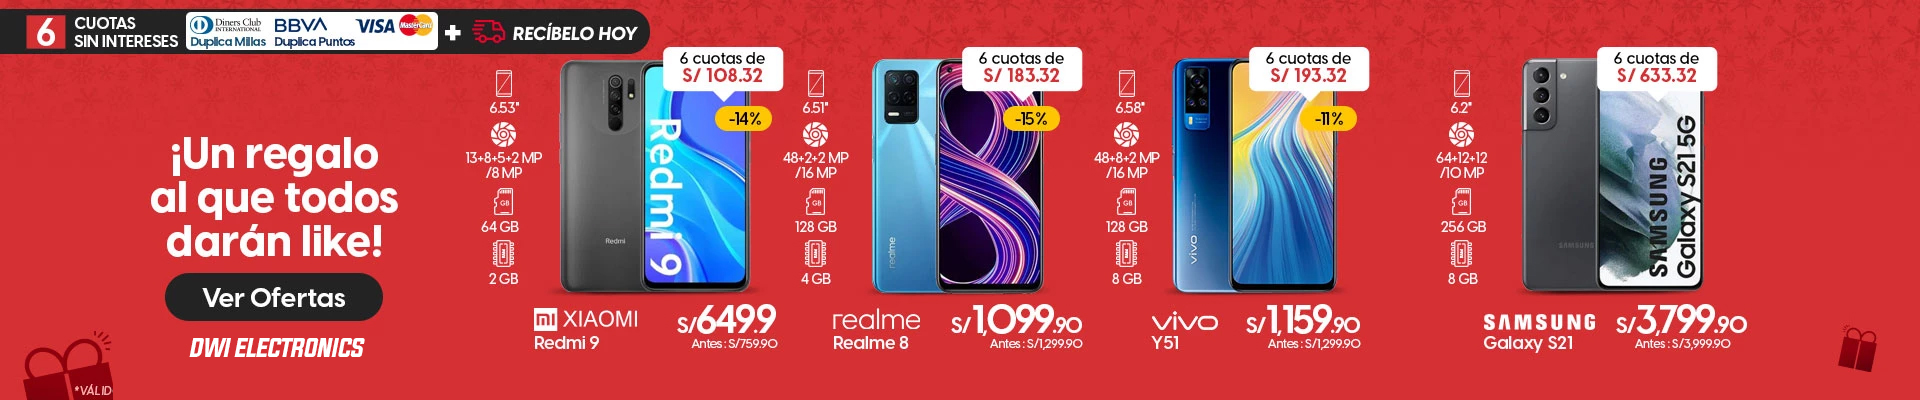 6 CUOTAS
SIN INTERESES
Diners Club
INTERNATIONAL
Duplica Millas
BBVA
Duplica Puntos
VISA
MasterCard
+
RECÍBELO HOY
¡Un regalo
al que todos
darán like!
Ver Ofertas
DWI ELECTRONICS
*VÁLID
6.53"
13+8+5+2 MP
/8 MP
GB
64 GB
2 GB
Redmi
Redmi 9
6 cuotas de
S/ 108.32
-14%
mi XIAOMI
Redmi 9
S/649.9
Antes : S/759.90
6.51"
48+2+2 MP
/16 MP
GB
128 GB
4 GB
realme
6 cuotas de
S/ 183.32
-15%
realme
Realme 8
S/1,099.90
Antes : S/1,299.90
6.58"
48+8+2 MP
/16 MP
GB
128 GB
8 GB
vivo
6 cuotas de
S/ 193.32
-11%
vivo
Y51
S/1,159.90
Antes : S/1,299.90
6.2"
64+12+12
/10 MP
GB
256 GB
8 GB
SAMSUNG
SAMSUNG
Galaxy S21 5G
6 cuotas de
S/ 633.32
SAMSUNG
Galaxy S21
S/3,799.90
Antes : S/3,999.90